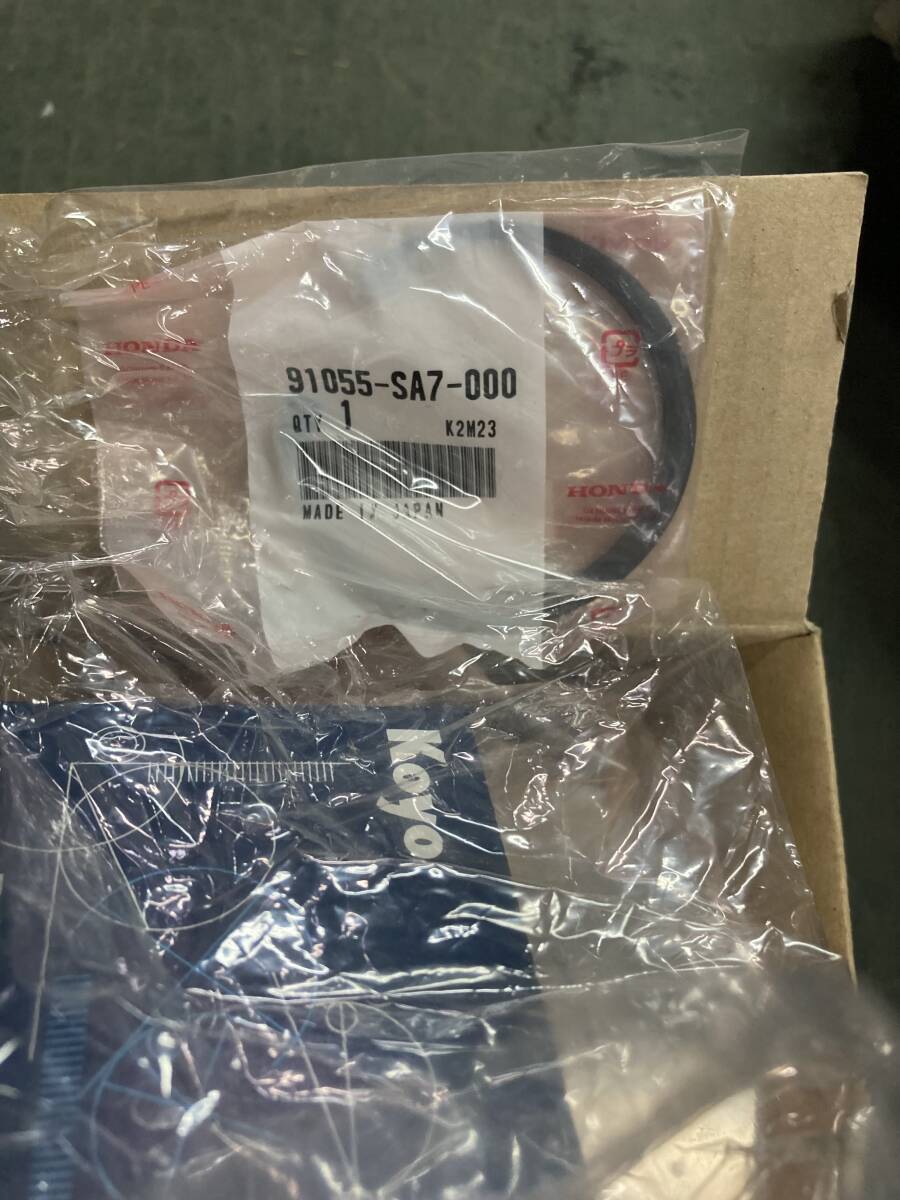 HONDA
91055-SA7-000
QTY 1 K2M23
MADE IN JAPAN
HONDA
Koyo